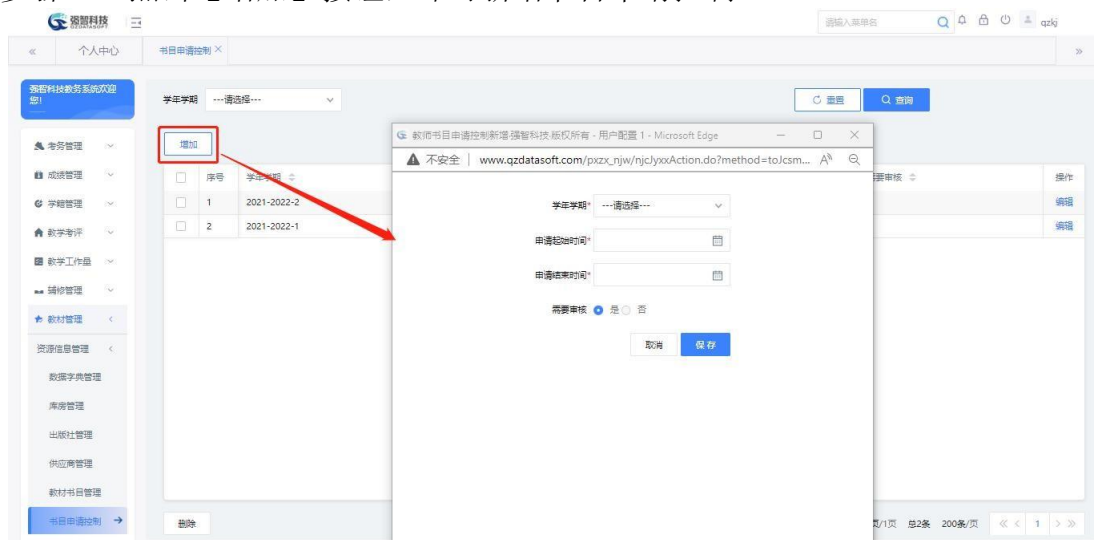 强智科技
QZDATASOFT
请输入菜单名
qzkj
« 个人中心 书目申请控制 × »
强智科技教务系统欢迎您!
学年学期 ---请选择---
重置 查询
增加
考务管理
成绩管理
学籍管理
教学考评
教学工作量
辅修管理
教材管理
资源信息管理
数据字典管理
库房管理
出版社管理
供应商管理
教材书目管理
书目申请控制
序号 学年学期 要审核 操作
1 2021-2022-2 编辑
2 2021-2022-1 编辑
教师书目申请控制新增-强智科技-版权所有 - 用户配置 1 - Microsoft Edge
不安全 | www.qzdatasoft.com/pxzx_njw/njcJyxxAction.do?method=toJcsm...
学年学期* ---请选择---
申请起始时间*
申请结束时间*
需要审核 是 否
取消 保存
删除
页/1页 总2条 200条/页 « < 1 > »